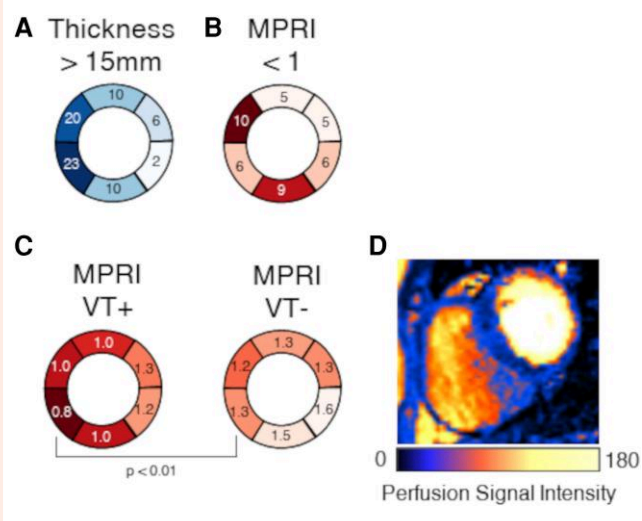 A Thickness
> 15mm
10
20
6
23
2
10
B MPRI
< 1
5
10
5
6
6
9
C
MPRI
VT+
1.0
1.0
1.3
0.8
1.2
1.0
MPRI
VT-
1.3
1.2
1.3
1.3
1.6
1.5
p < 0.01
D
0
180
Perfusion Signal Intensity